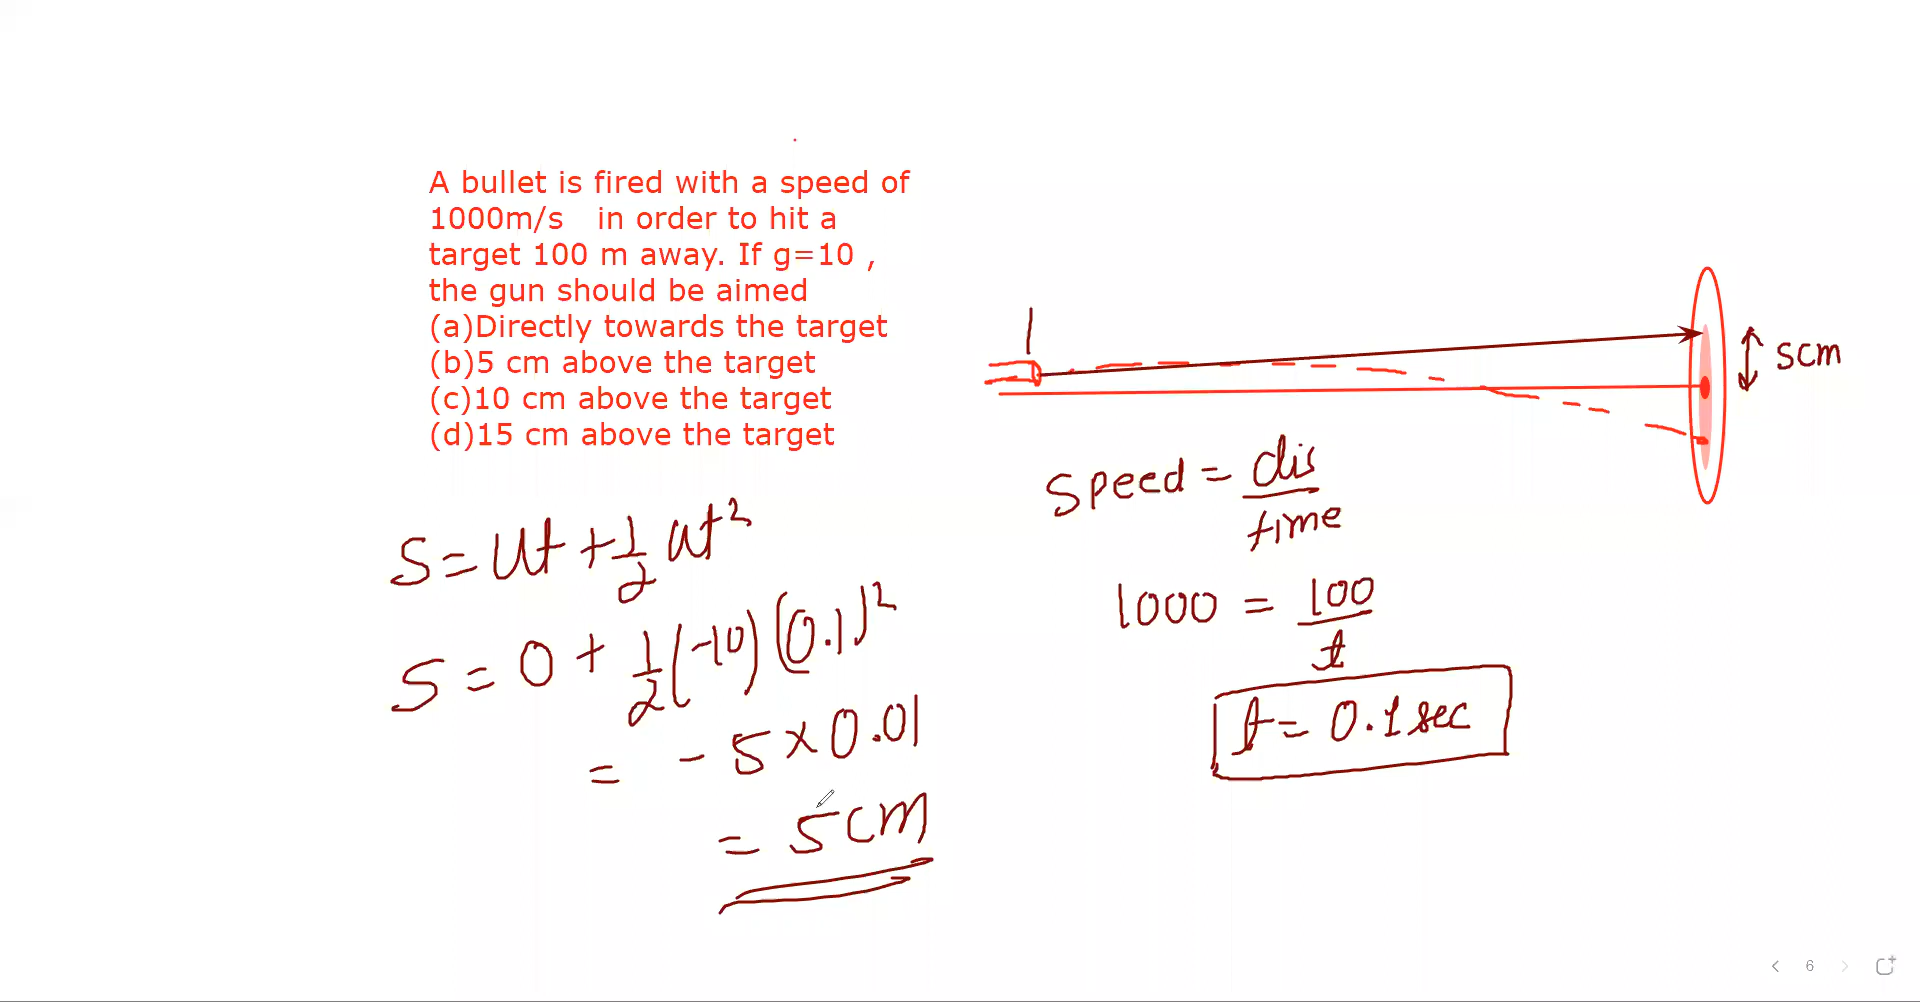 A bullet is fired with a speed of
1000m/s in order to hit a
target 100 m away. If g=10 ,
the gun should be aimed
(a)Directly towards the target
(b)5 cm above the target
(c)10 cm above the target
(d)15 cm above the target
5cm
Speed = dis/time
1000 = 100/t
t = 0.1 sec
S = ut + 1/2 at²
S = 0 + 1/2 (-10) (0.1)²
= - 5 × 0.01
= 5cm
6